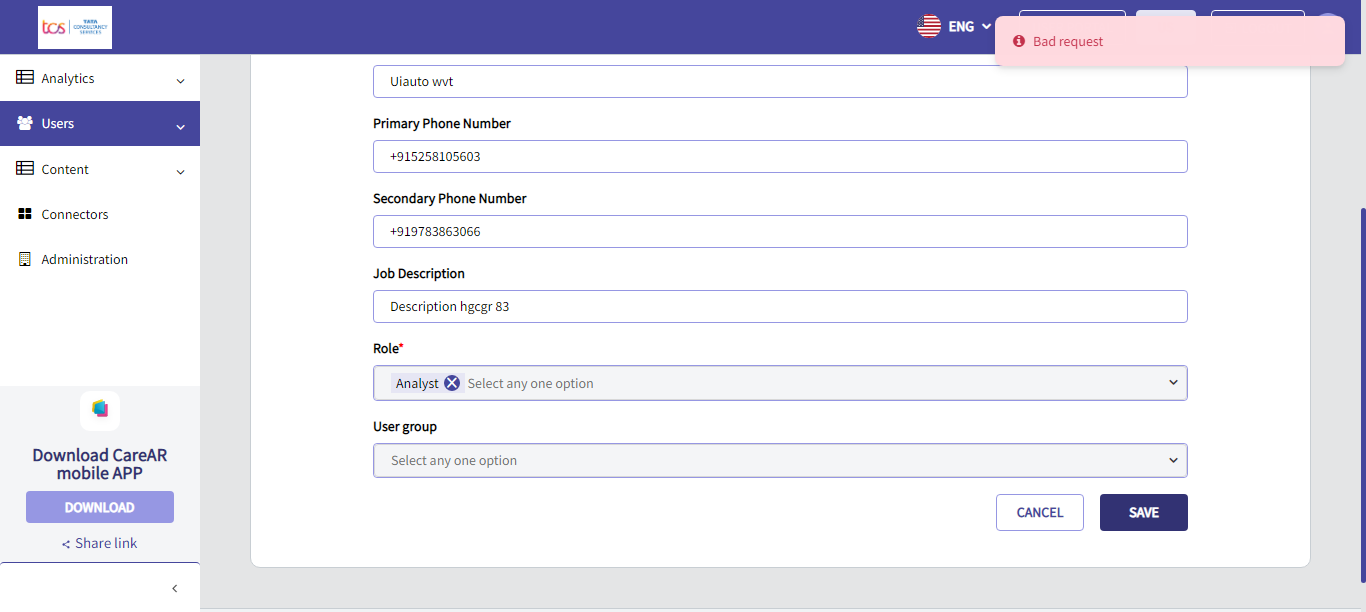 tcs
TATA
CONSULTANCY
SERVICES
ENG
Bad request
Analytics
Users
Content
Connectors
Administration
Download CareAR
mobile APP
DOWNLOAD
Share link
Uiauto wvt
Primary Phone Number
+915258105603
Secondary Phone Number
+919783863066
Job Description
Description hgcgr 83
Role*
Analyst Select any one option
User group
Select any one option
CANCEL
SAVE